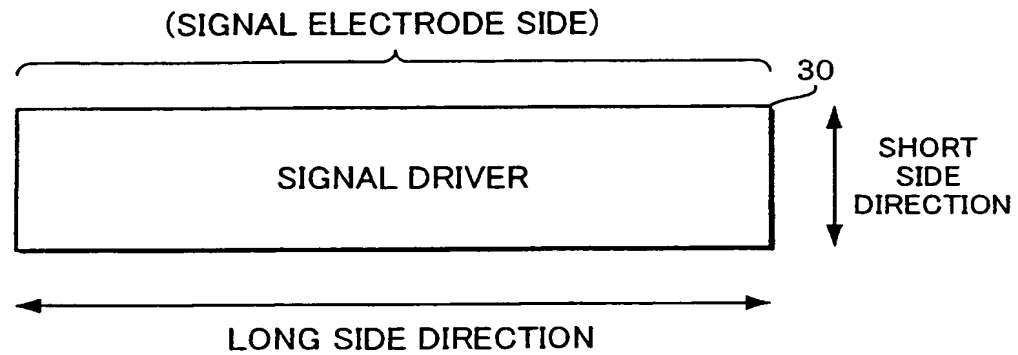 (SIGNAL ELECTRODE SIDE)
30
SIGNAL DRIVER
SHORT
SIDE
DIRECTION
LONG SIDE DIRECTION